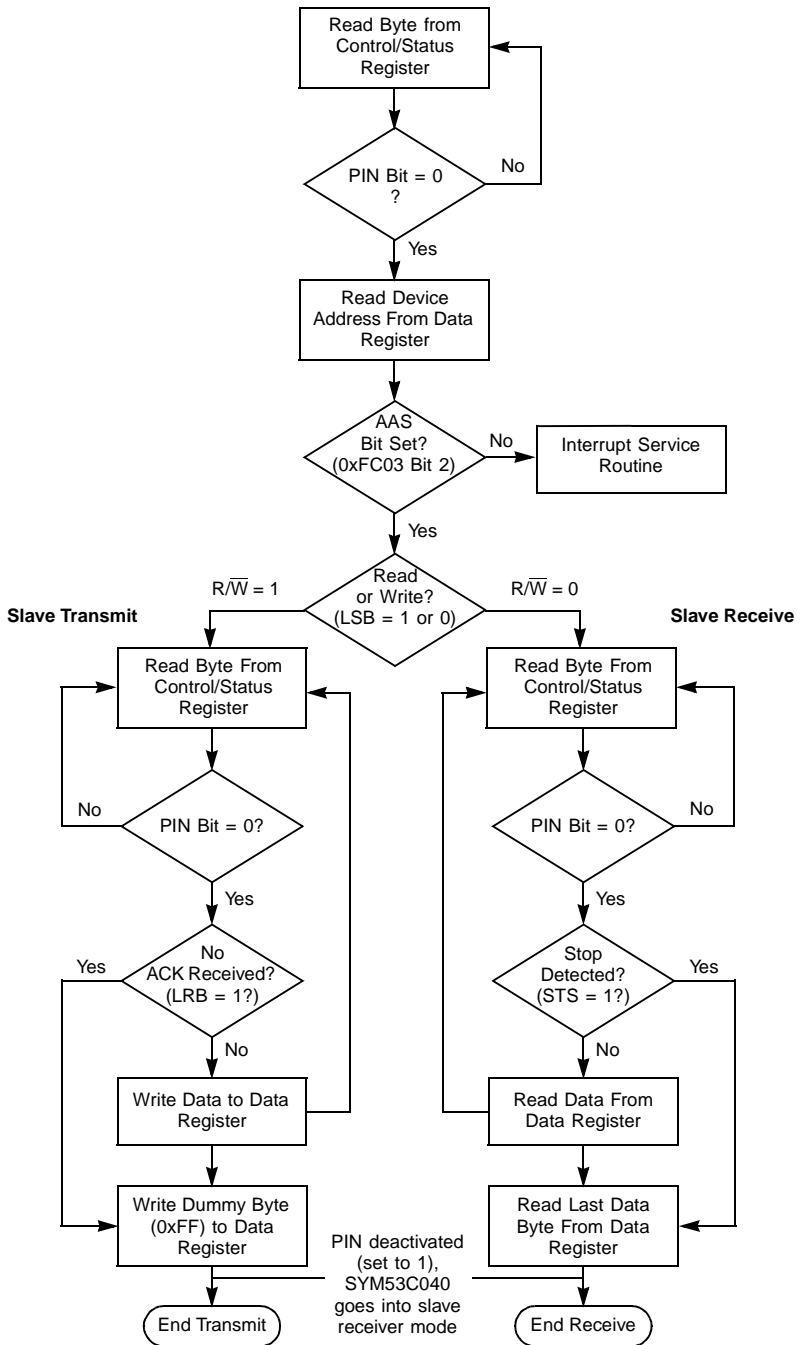 Read Byte from
Control/Status
Register
PIN Bit = 0
?
No
Yes
Read Device
Address From Data
Register
AAS
Bit Set?
(0xFC03 Bit 2)
No
Interrupt Service
Routine
Yes
Read
or Write?
(LSB = 1 or 0)
R/W̅ = 1
R/W̅ = 0
Slave Transmit
Slave Receive
Read Byte From
Control/Status
Register
PIN Bit = 0?
No
Yes
No
ACK Received?
(LRB = 1?)
Yes
No
Write Data to Data
Register
Write Dummy Byte
(0xFF) to Data
Register
End Transmit
Read Byte From
Control/Status
Register
PIN Bit = 0?
No
Yes
Stop
Detected?
(STS = 1?)
Yes
No
Read Data From
Data Register
Read Last Data
Byte From Data
Register
End Receive
PIN deactivated
(set to 1),
SYM53C040
goes into slave
receiver mode